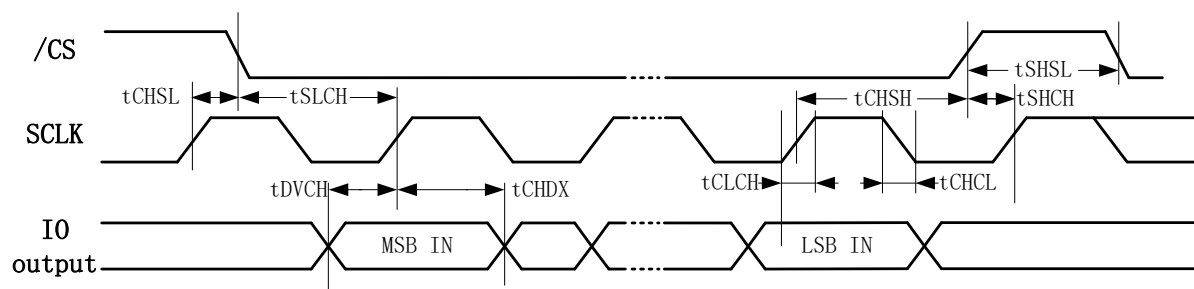 /CS
tSHSL
tCHSL
tSLCH
tCHSH
tSHCH
SCLK
tDVCH
tCHDX
tCLCH
tCHCL
IO
output
MSB IN
LSB IN